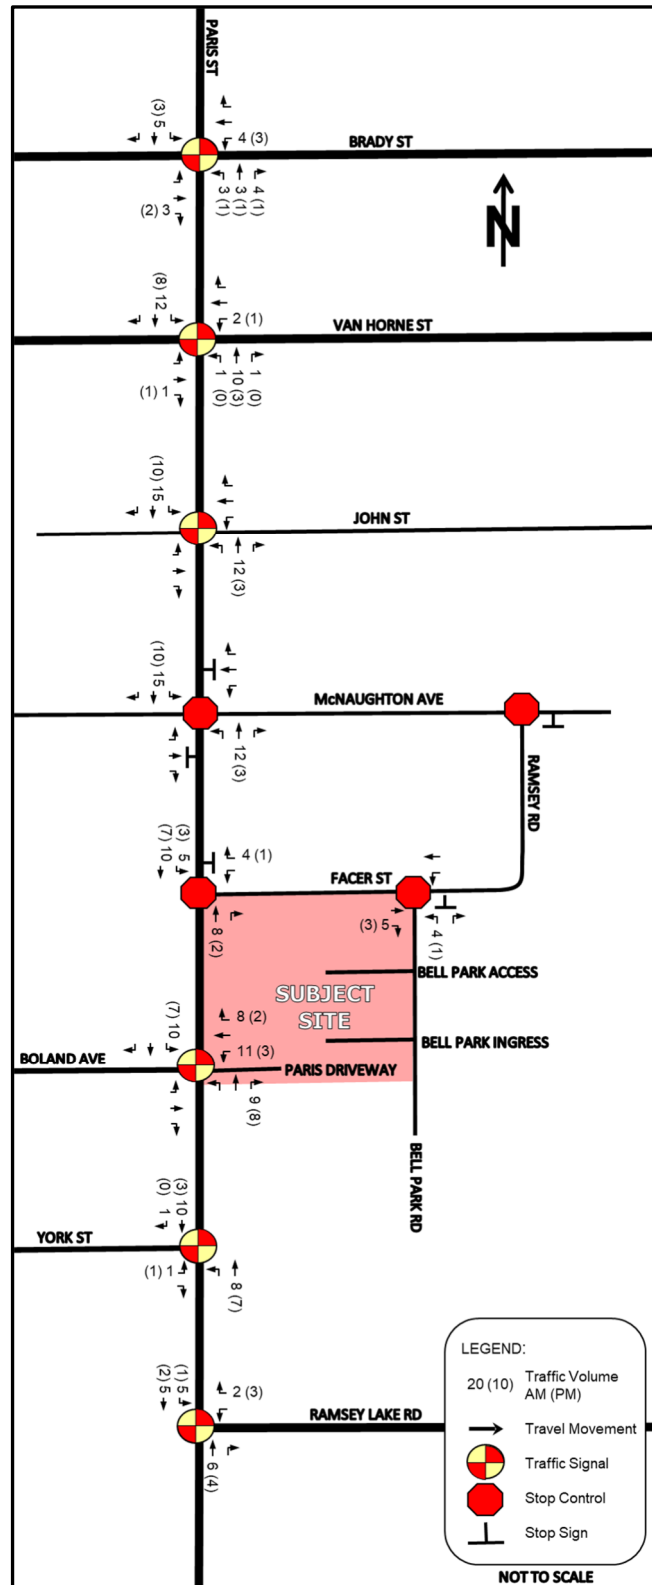 PARIS ST
(3) 5
4 (3)
BRADY ST
(2) 3
3 (1)
3 (1)
4 (1)
N
(8) 12
2 (1)
VAN HORNE ST
(1) 1
1 (0)
10 (3)
1 (0)
(10) 15
JOHN ST
12 (3)
(10) 15
McNAUGHTON AVE
12 (3)
RAMSEY RD
(7) 10
(3) 5
4 (1)
FACER ST
8 (2)
(3) 5
4 (1)
BELL PARK ACCESS
SUBJECT
SITE
(7) 10
8 (2)
BELL PARK INGRESS
11 (3)
BOLAND AVE
PARIS DRIVEWAY
9 (8)
BELL PARK RD
(0) 1
(3) 10
YORK ST
(1) 1
8 (7)
(2) 5
(1) 5
2 (3)
RAMSEY LAKE RD
6 (4)
LEGEND:
20 (10)
Traffic Volume
AM (PM)
Travel Movement
Traffic Signal
Stop Control
Stop Sign
NOT TO SCALE